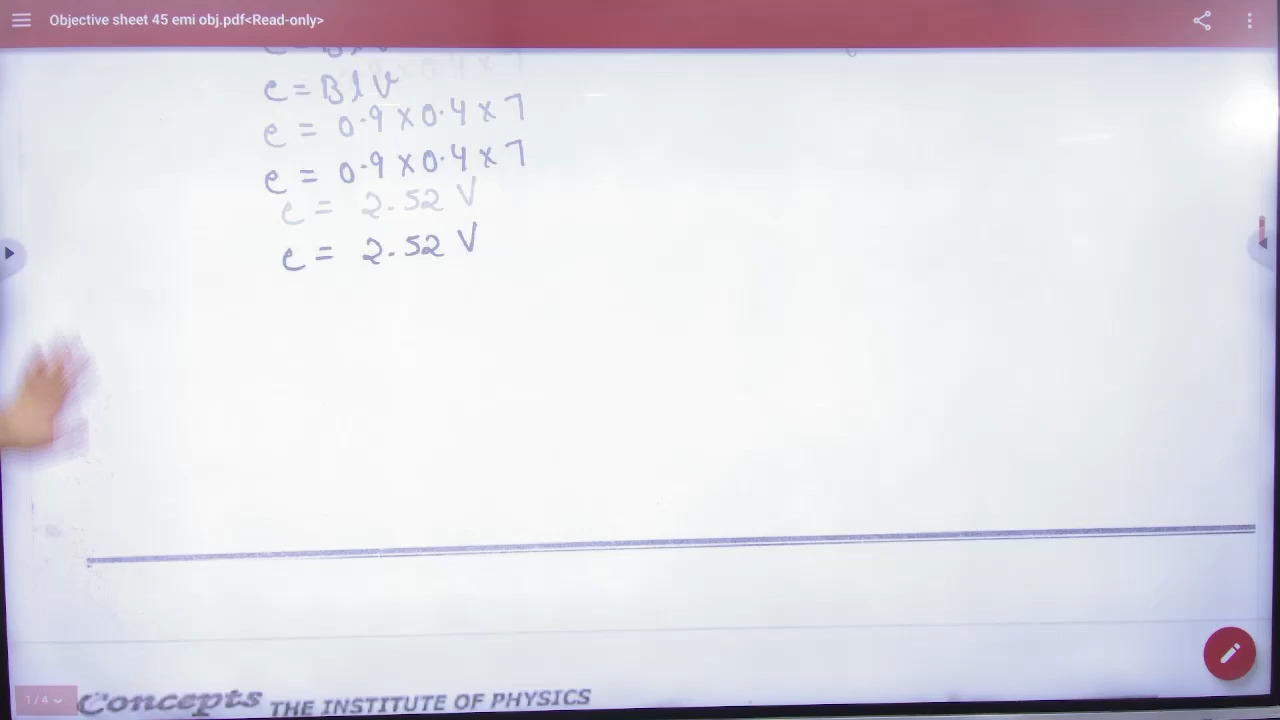 Objective sheet 45 emi obj.pdf<Read-only>
e = B l v
e = 0.9 × 0.4 × 7
e = 0.9 × 0.4 × 7
e = 2.52 V
e = 2.52 V
1/4
Concepts THE INSTITUTE OF PHYSICS